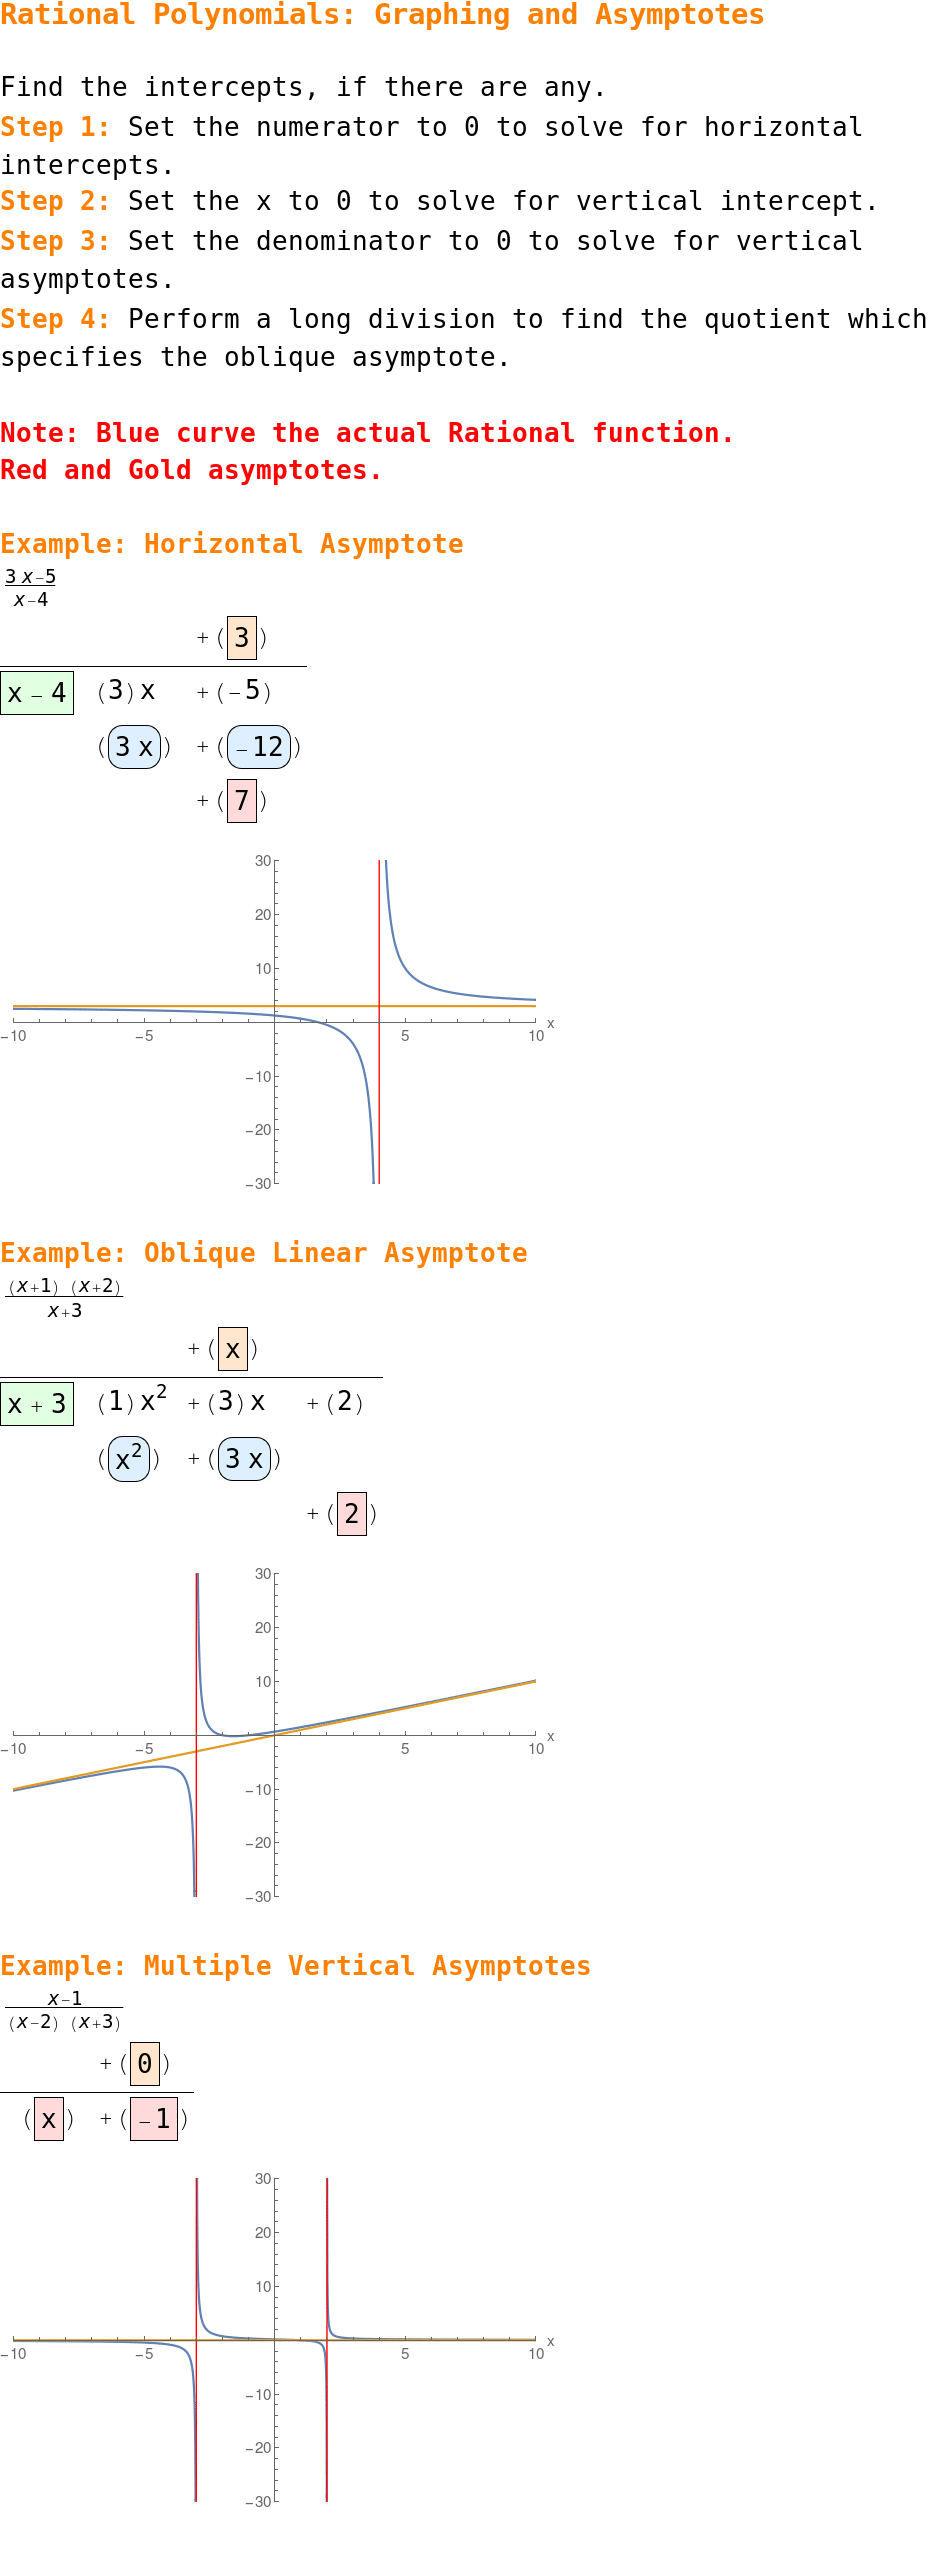 Rational Polynomials: Graphing and Asymptotes
Find the intercepts, if there are any.
Step 1: Set the numerator to 0 to solve for horizontal
intercepts.
Step 2: Set the x to 0 to solve for vertical intercept.
Step 3: Set the denominator to 0 to solve for vertical
asymptotes.
Step 4: Perform a long division to find the quotient which
specifies the oblique asymptote.
Note: Blue curve the actual Rational function.
Red and Gold asymptotes.
Example: Horizontal Asymptote
3 x−5
x−4
+ ( 3 )
x − 4 (3) x + (−5)
(3 x) + (−12)
+ ( 7 )
30
20
10
−10 −5 5 10 x
−10
−20
−30
Example: Oblique Linear Asymptote
(x+1) (x+2)
x+3
+ ( x )
x + 3 (1) x² + (3) x + (2)
(x²) + (3 x)
+ ( 2 )
30
20
10
−10 −5 5 10 x
−10
−20
−30
Example: Multiple Vertical Asymptotes
x−1
(x−2) (x+3)
+ ( 0 )
( x ) + ( −1 )
30
20
10
−10 −5 5 10 x
−10
−20
−30